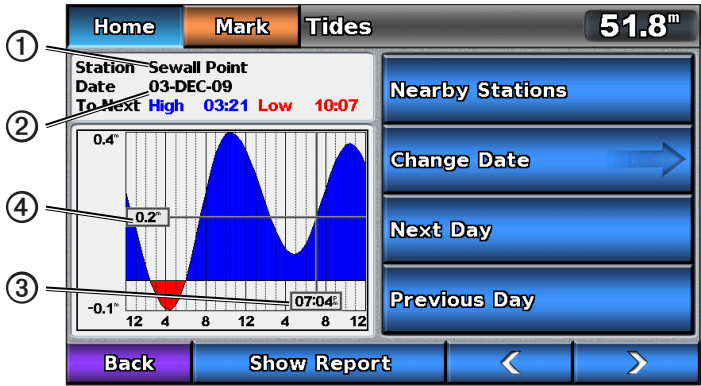 Home Mark Tides 51.8m
① Station Sewall Point
Date 03-DEC-09
② To Next High 03:21 Low 10:07
Nearby Stations
0.4m
Change Date
④ 0.2m
Next Day
③ 07:04
-0.1m
Previous Day
12 4 8 12 4 8 12
Back Show Report < >